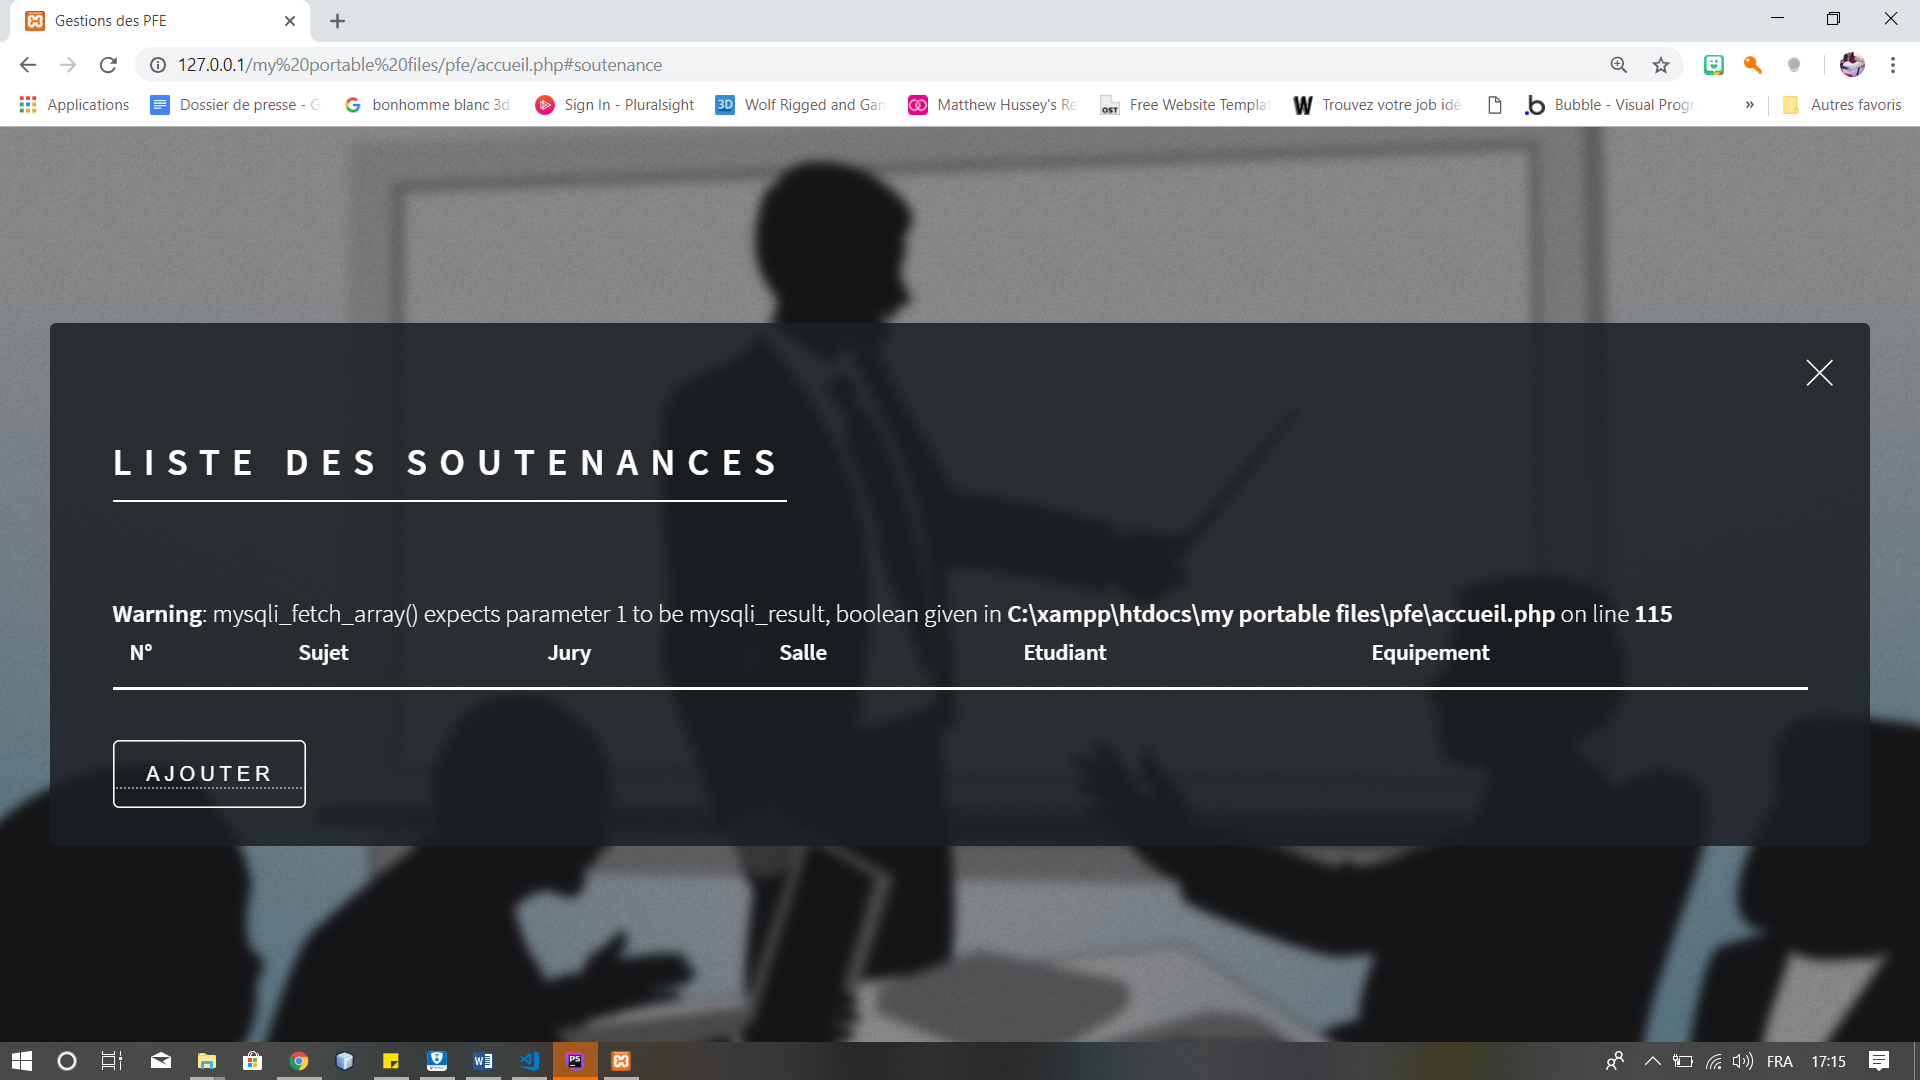 Gestions des PFE
127.0.0.1/my%20portable%20files/pfe/accueil.php#soutenance
Applications
Dossier de presse - G
bonhomme blanc 3d
Sign In - Pluralsight
3D
Wolf Rigged and Gam
Matthew Hussey's Re
OST
Free Website Templat
W
Trouvez votre job idé
.b
Bubble - Visual Progr
»
Autres favoris
LISTE DES SOUTENANCES
Warning: mysqli_fetch_array() expects parameter 1 to be mysqli_result, boolean given in C:\xampp\htdocs\my portable files\pfe\accueil.php on line 115
N° Sujet Jury Salle Etudiant Equipement
AJOUTER
PS
FRA
17:15